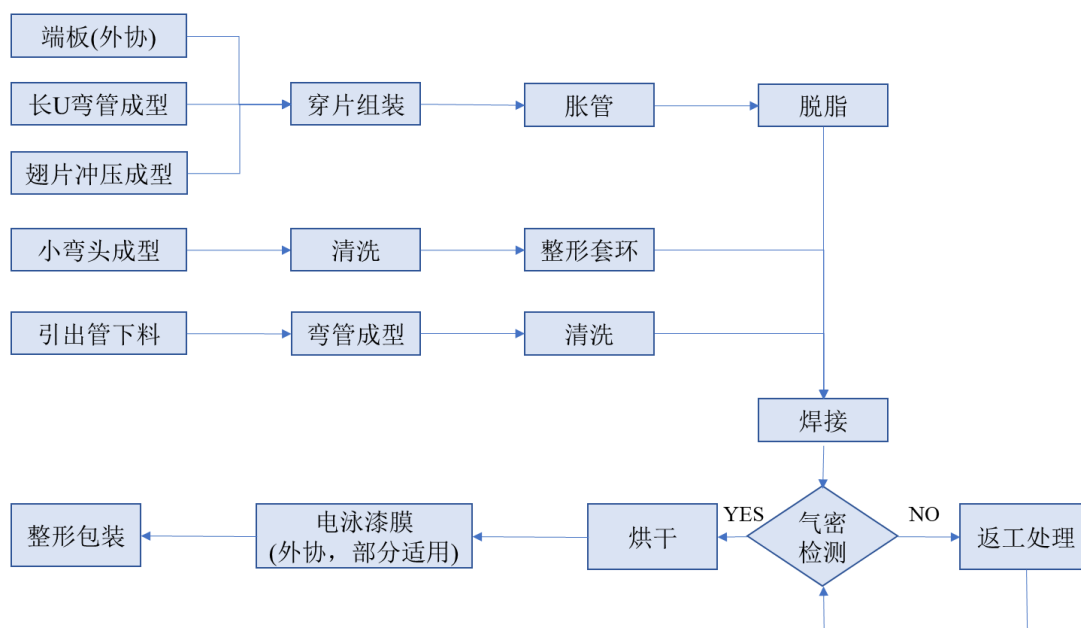 端板(外协)
长U弯管成型
穿片组装
胀管
脱脂
翅片冲压成型
小弯头成型
清洗
整形套环
引出管下料
弯管成型
清洗
焊接
整形包装
电泳漆膜
(外协，部分适用)
烘干
YES
气密
检测
NO
返工处理